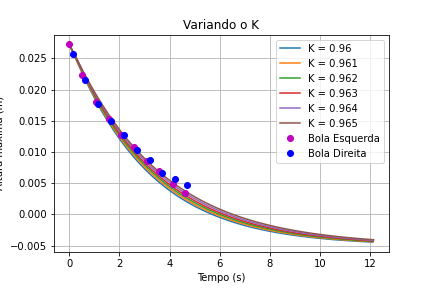 Variando o K
0.025
0.020
0.015
0.010
0.005
0.000
−0.005
0
2
4
6
8
10
12
Tempo (s)
K = 0.96
K = 0.961
K = 0.962
K = 0.963
K = 0.964
K = 0.965
Bola Esquerda
Bola Direita